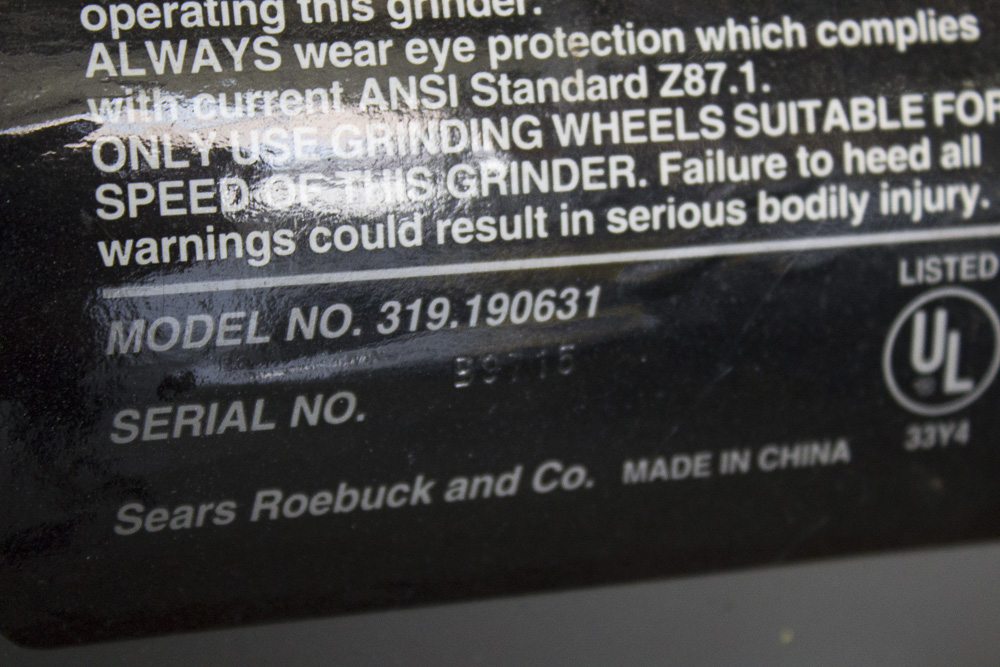 operating this grinder.
ALWAYS wear eye protection which complies
with current ANSI Standard Z87.1.
ONLY USE GRINDING WHEELS SUITABLE FOR
SPEED OF THIS GRINDER. Failure to heed all
warnings could result in serious bodily injury.
MODEL NO. 319.190631
SERIAL NO.
Sears Roebuck and Co. MADE IN CHINA
LISTED
UL
33Y4